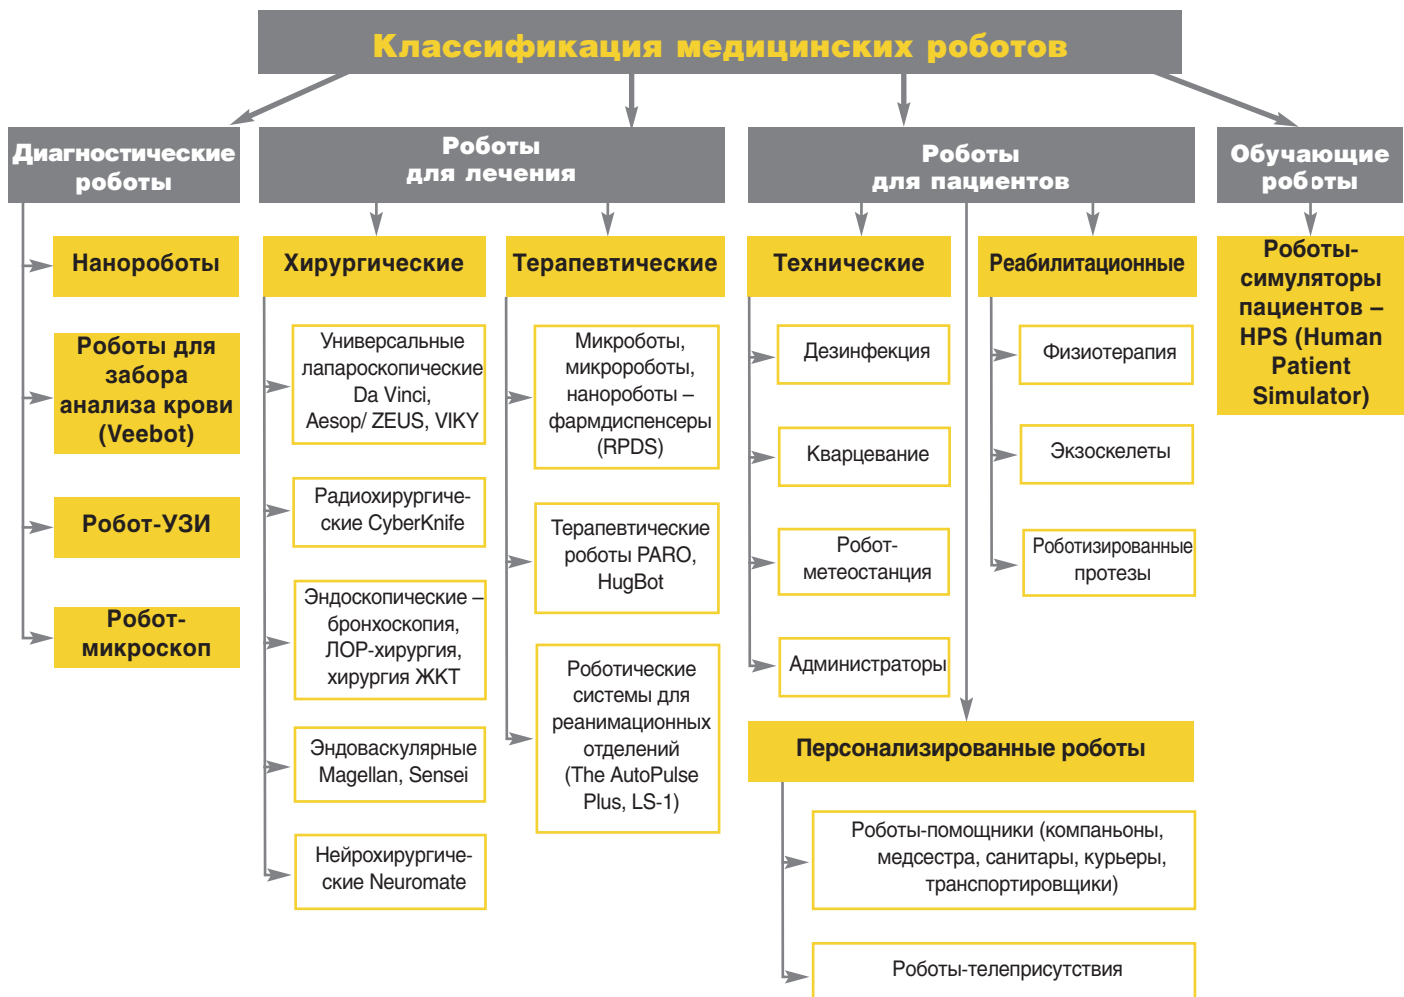 Классификация медицинских роботов
Диагностические
роботы
Нанороботы
Роботы для
забора
анализа крови
(Veebot)
Робот-УЗИ
Робот-
микроскоп
Роботы
для лечения
Хирургические
Универсальные
лапароскопические
Da Vinci,
Aesop/ ZEUS, VIKY
Радиохирургиче-
ские CyberKnife
Эндоскопические –
бронхоскопия,
ЛОР-хирургия,
хирургия ЖКТ
Эндоваскулярные
Magellan, Sensei
Нейрохирургиче-
ские Neuromate
Терапевтические
Микроботы,
микророботы,
нанороботы –
фармдиспенсеры
(RPDS)
Терапевтические
роботы PARO,
HugBot
Роботические
системы для
реанимационных
отделений
(The AutoPulse
Plus, LS-1)
Роботы
для пациентов
Технические
Дезинфекция
Кварцевание
Робот-
метеостанция
Администраторы
Реабилитационные
Физиотерапия
Экзоскелеты
Роботизированные
протезы
Персонализированные роботы
Роботы-помощники (компаньоны,
медсестра, санитары, курьеры,
транспортировщики)
Роботы-телеприсутствия
Обучающие
роботы
Роботы-
симуляторы
пациентов –
HPS (Human
Patient
Simulator)